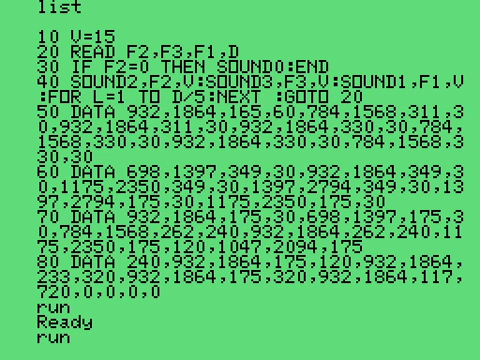 list
10 V=15
20 READ F2,F3,F1,D
30 IF F2=0 THEN SOUND0:END
40 SOUND2,F2,V:SOUND3,F3,V:SOUND1,F1,V
:FOR L=1 TO D/5:NEXT :GOTO 20
50 DATA 932,1864,165,60,784,1568,311,3
0,932,1864,311,30,932,1864,330,30,784,
1568,330,30,932,1864,330,30,784,1568,3
30,30
60 DATA 698,1397,349,30,932,1864,349,3
0,1175,2350,349,30,1397,2794,349,30,13
97,2794,175,30,1175,2350,175,30
70 DATA 932,1864,175,30,698,1397,175,3
0,784,1568,262,240,932,1864,262,240,11
75,2350,175,120,1047,2094,175
80 DATA 240,932,1864,175,120,932,1864,
233,320,932,1864,175,320,932,1864,117,
720,0,0,0,0
run
Ready
run